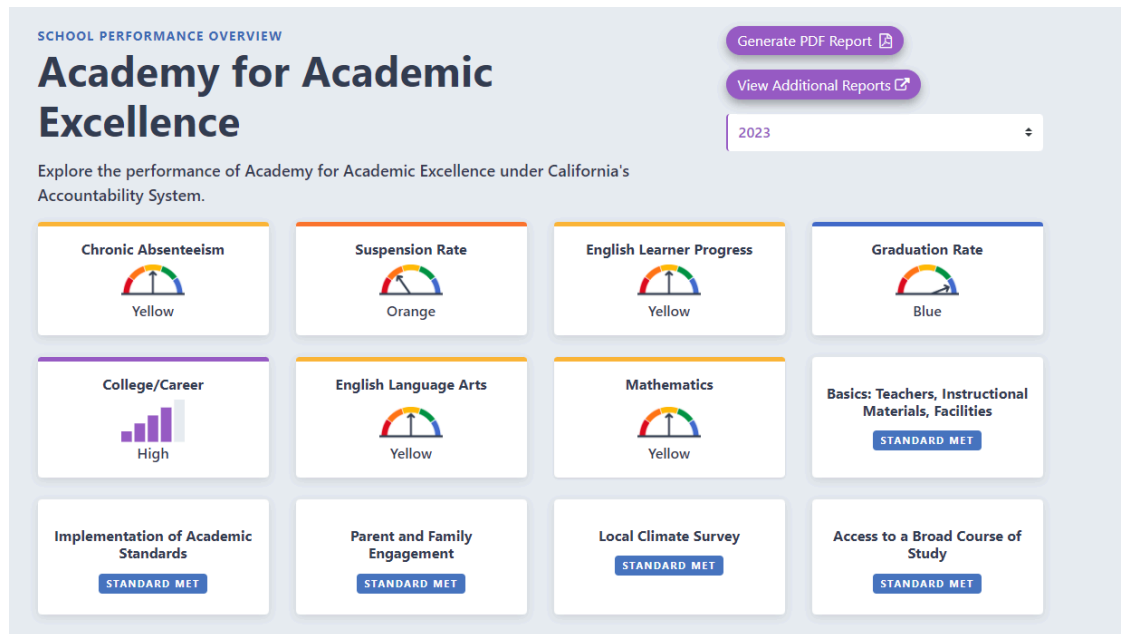 SCHOOL PERFORMANCE OVERVIEW
Academy for Academic
Excellence
Explore the performance of Academy for Academic Excellence under California's
Accountability System.
Generate PDF Report
View Additional Reports
2023
Chronic Absenteeism
Yellow
Suspension Rate
Orange
English Learner Progress
Yellow
Graduation Rate
Blue
College/Career
High
English Language Arts
Yellow
Mathematics
Yellow
Basics: Teachers, Instructional
Materials, Facilities
STANDARD MET
Implementation of Academic
Standards
STANDARD MET
Parent and Family
Engagement
STANDARD MET
Local Climate Survey
STANDARD MET
Access to a Broad Course of
Study
STANDARD MET